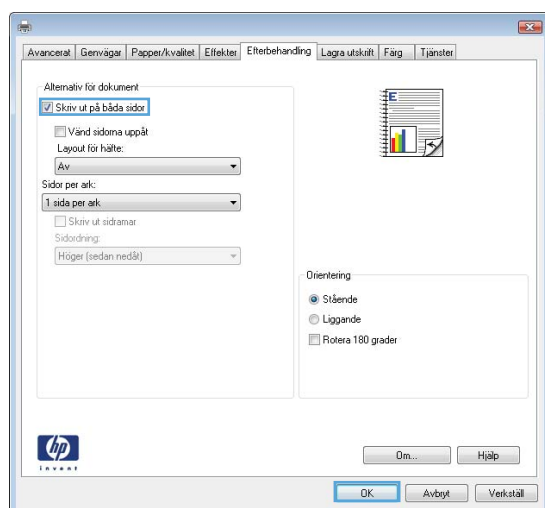 Avancerat Genvägar Papper/kvalitet Effekter Efterbehandling Lagra utskrift Färg Tjänster
Alternativ för dokument
Skriv ut på båda sidor
Vänd sidorna uppåt
Layout för häfte:
Av
Sidor per ark:
1 sida per ark
Skriv ut sidramar
Sidordning:
Höger (sedan nedåt)
E
Orientering
Stående
Liggande
Rotera 180 grader
hp
invent
Om... Hjälp
OK Avbryt Verkställ